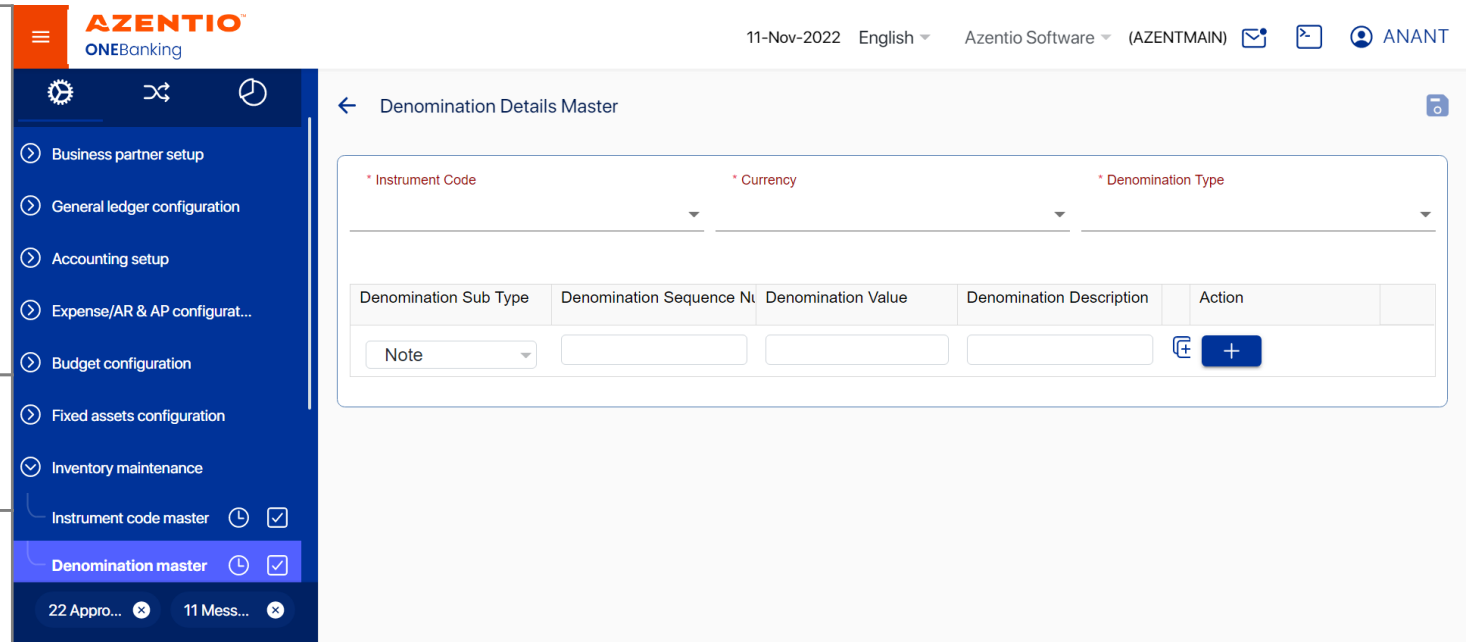 AZENTIO
ONEBanking
11-Nov-2022 English Azentio Software (AZENTMAIN) ANANT
Denomination Details Master
Business partner setup
General ledger configuration
Accounting setup
Expense/AR & AP configurat...
Budget configuration
Fixed assets configuration
Inventory maintenance
Instrument code master
Denomination master
22 Appro... 11 Mess...
* Instrument Code * Currency * Denomination Type
Denomination Sub Type Denomination Sequence Nu Denomination Value Denomination Description Action
Note